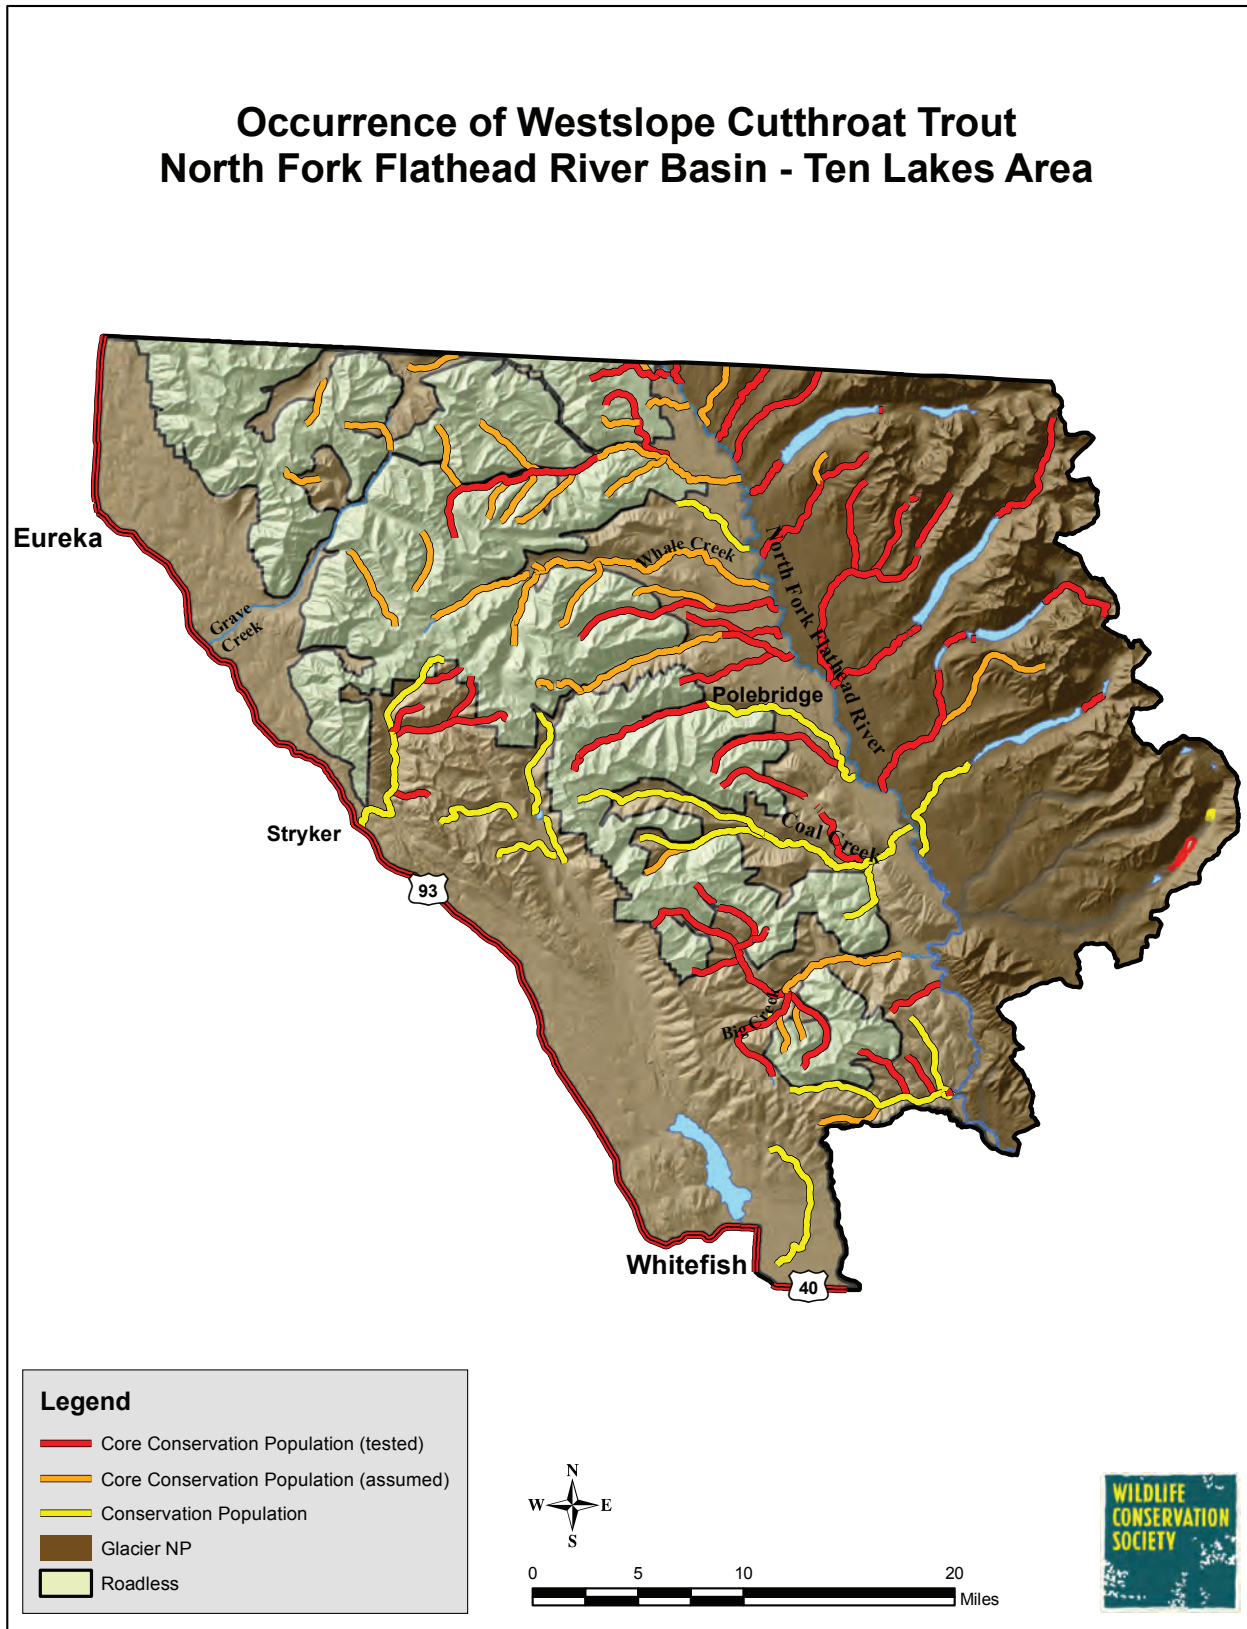 Occurrence of Westslope Cutthroat Trout
North Fork Flathead River Basin - Ten Lakes Area
Eureka
Whale Creek
North Fork Flathead River
Grave
Creek
Polebridge
Stryker
Coal Creek
93
Big Creek
Whitefish
40
Legend
Core Conservation Population (tested)
Core Conservation Population (assumed)
Conservation Population
Glacier NP
Roadless
N
W E
S
0 5 10 20
Miles
WILDLIFE
CONSERVATION
SOCIETY